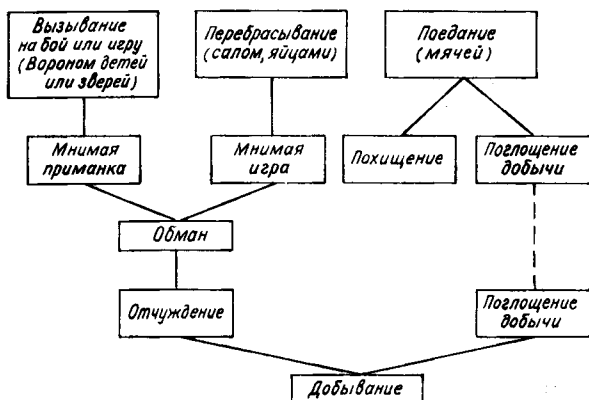 Вызывание
на бой или игру
(Вороном детей
или зверей)
Перебрасывание
(салом, яйцами)
Поедание
(мячей)
Мнимая
приманка
Мнимая
игра
Похищение
Поглощение
добычи
Обман
Отчуждение
Поглощение
добычи
Добывание